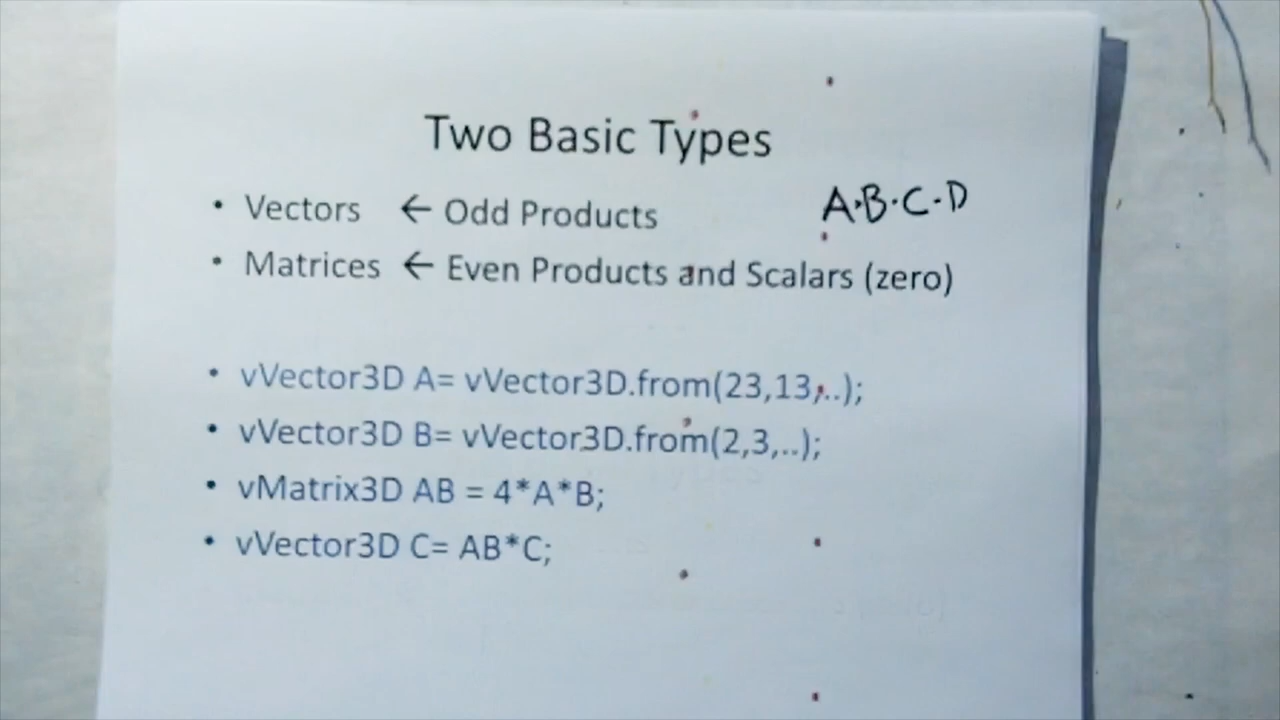 Two Basic Types
• Vectors ← Odd Products
A·B·C·D
• Matrices ← Even Products and Scalars (zero)
• vVector3D A= vVector3D.from(23,13,..);
• vVector3D B= vVector3D.from(2,3,..);
• vMatrix3D AB = 4*A*B;
• vVector3D C= AB*C;